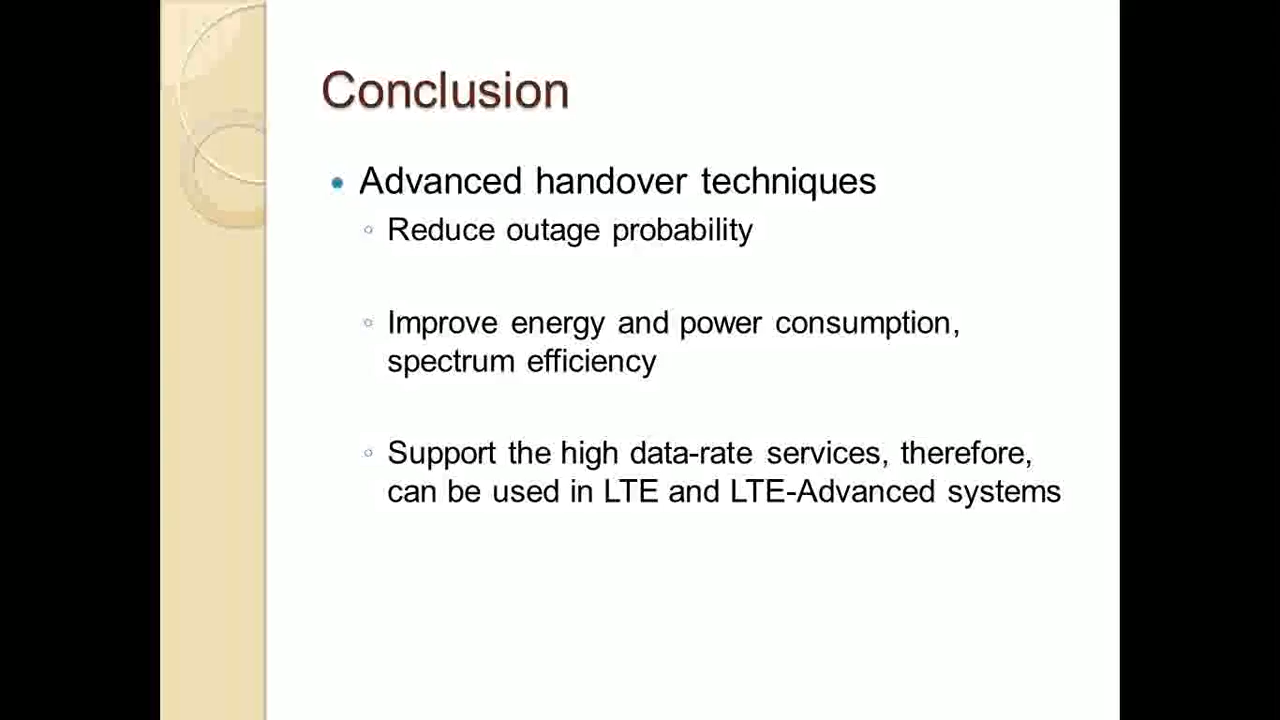 Conclusion
Advanced handover techniques
Reduce outage probability
Improve energy and power consumption,
spectrum efficiency
Support the high data-rate services, therefore,
can be used in LTE and LTE-Advanced systems